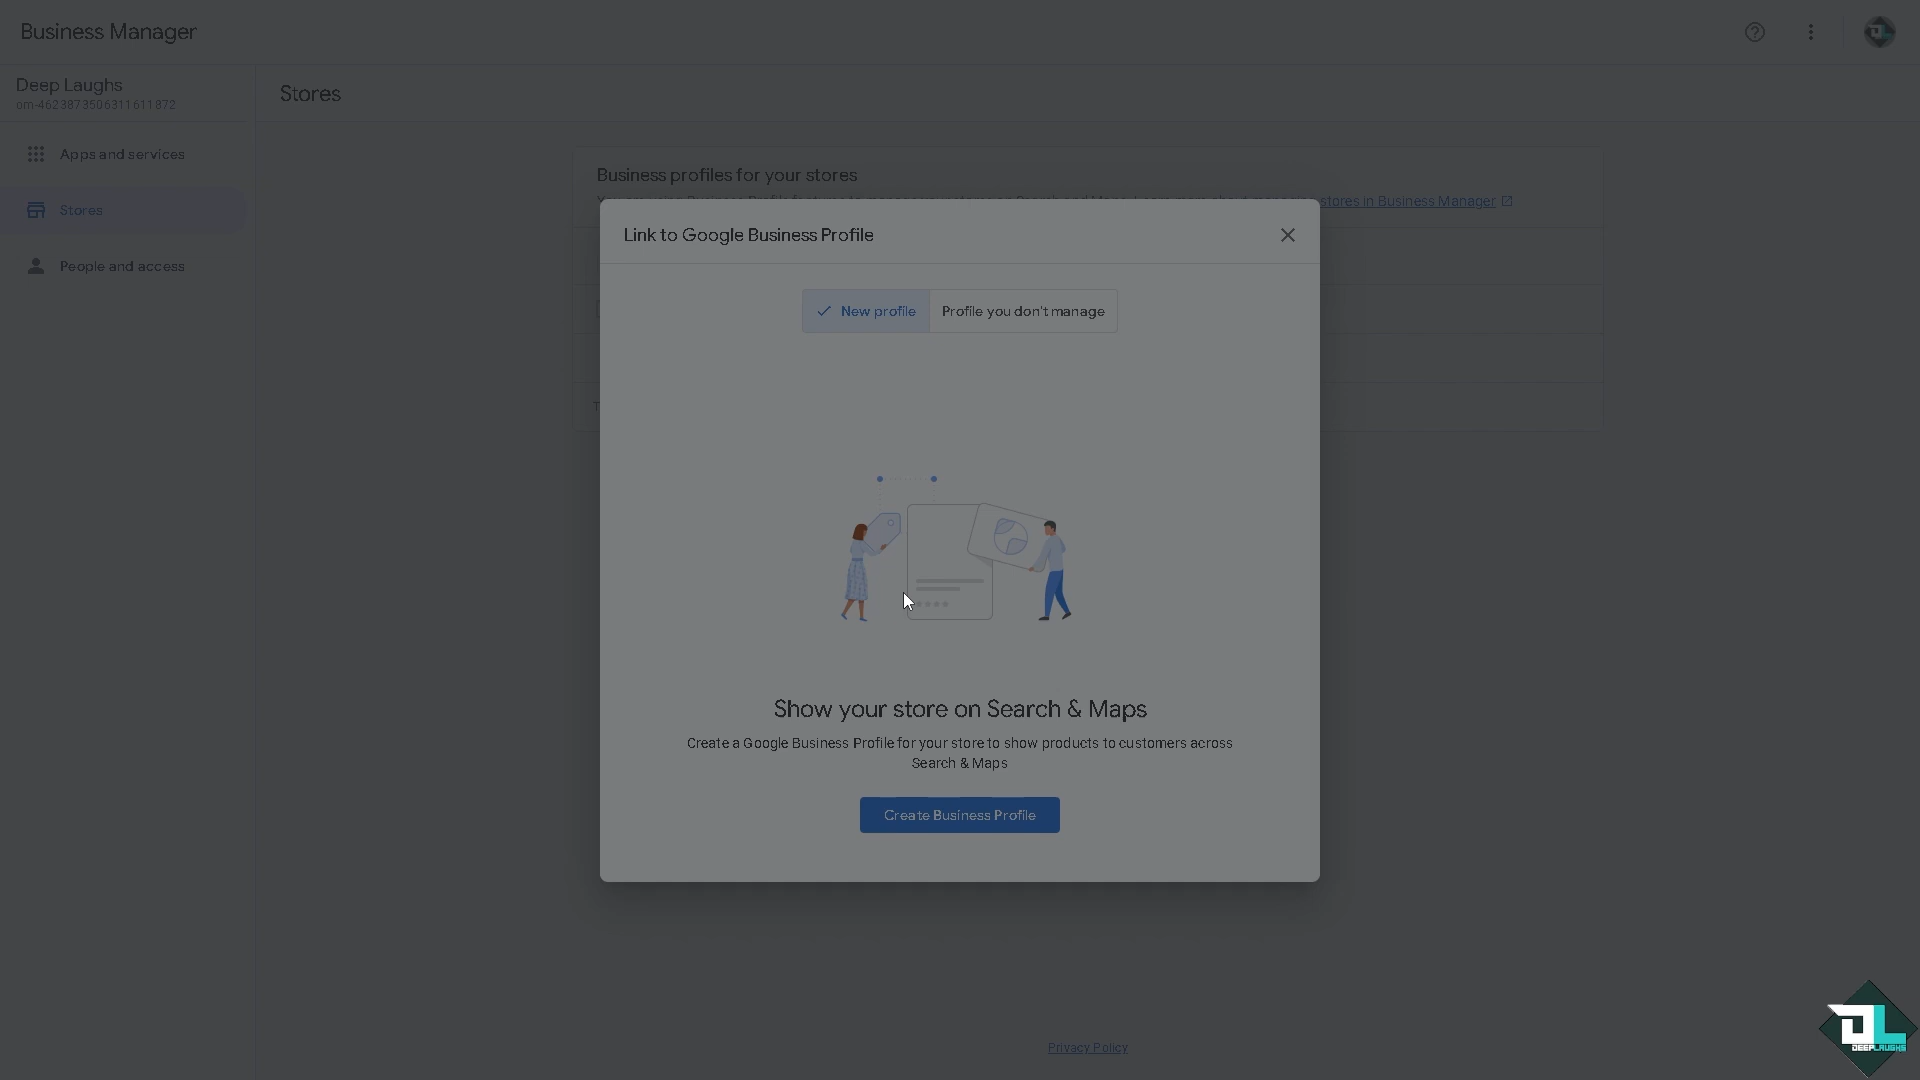 Business Manager
Deep Laughs
om-4623873506311611872
Stores
Apps and services
Stores
People and access
Business profiles for your stores
stores in Business Manager
Link to Google Business Profile
New profile
Profile you don't manage
Show your store on Search & Maps
Create a Google Business Profile for your store to show products to customers across
Search & Maps
Create Business Profile
Privacy Policy
DL
DEEPLAUGHS